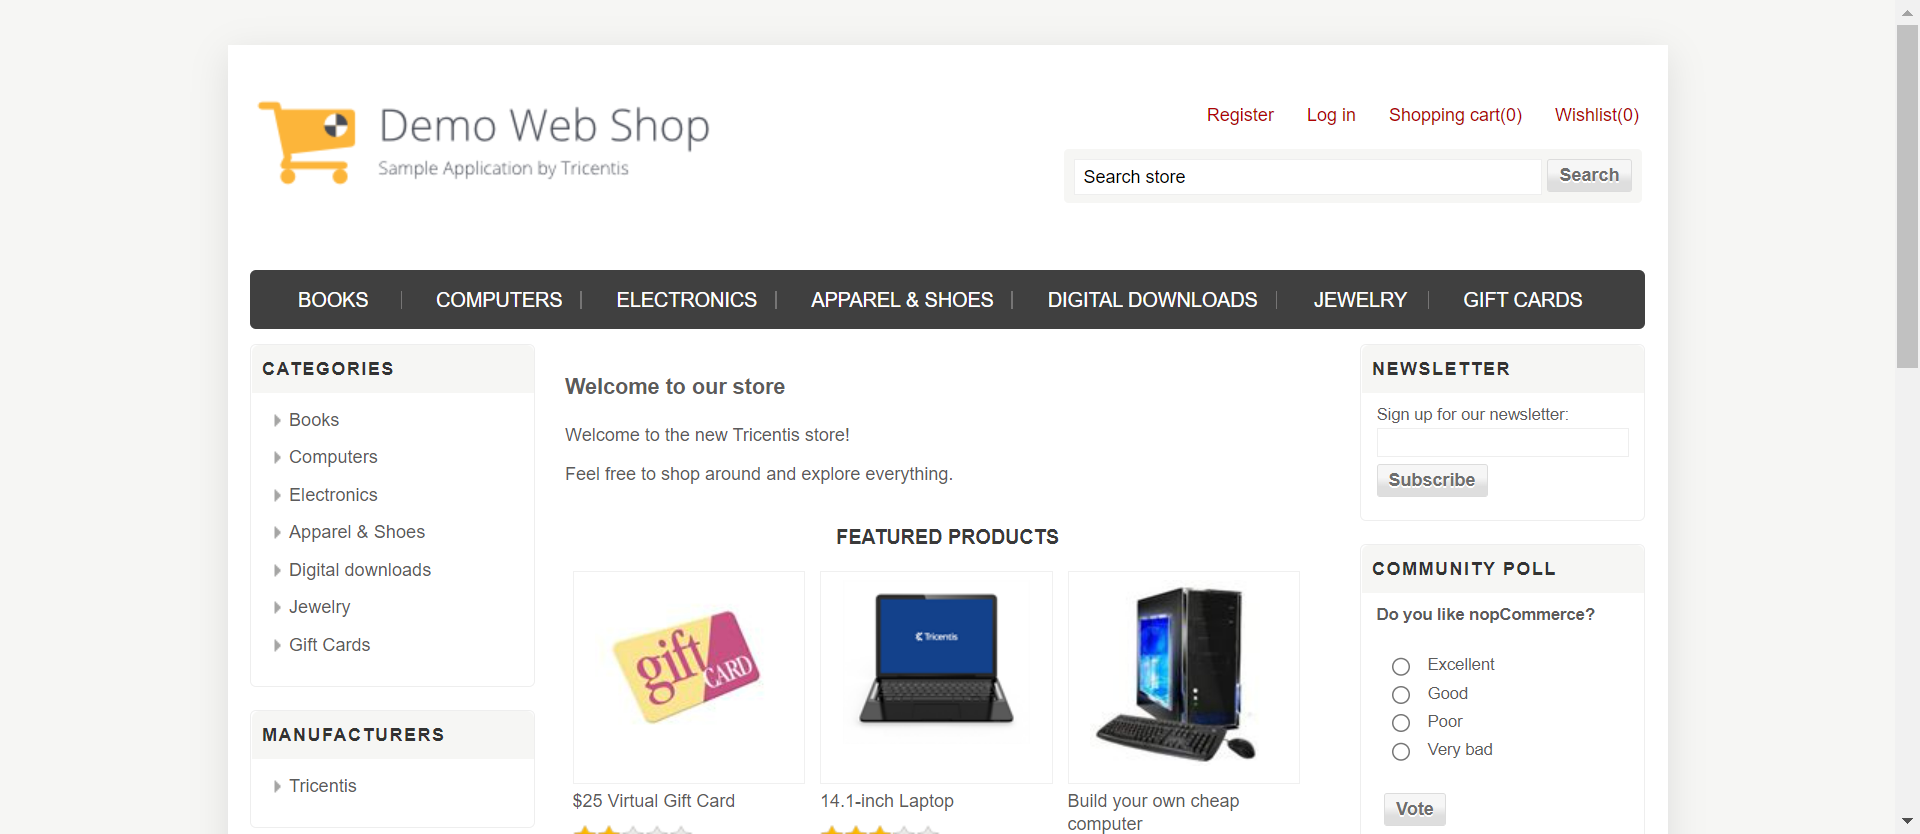 Demo Web Shop
Sample Application by Tricentis
Register Log in Shopping cart(0) Wishlist(0)
Search store Search
BOOKS COMPUTERS ELECTRONICS APPAREL & SHOES DIGITAL DOWNLOADS JEWELRY GIFT CARDS
CATEGORIES
Books
Computers
Electronics
Apparel & Shoes
Digital downloads
Jewelry
Gift Cards
MANUFACTURERS
Tricentis
Welcome to our store
Welcome to the new Tricentis store!
Feel free to shop around and explore everything.
FEATURED PRODUCTS
gift CARD
Tricentis
$25 Virtual Gift Card
14.1-inch Laptop
Build your own cheap
computer
NEWSLETTER
Sign up for our newsletter:
Subscribe
COMMUNITY POLL
Do you like nopCommerce?
Excellent
Good
Poor
Very bad
Vote